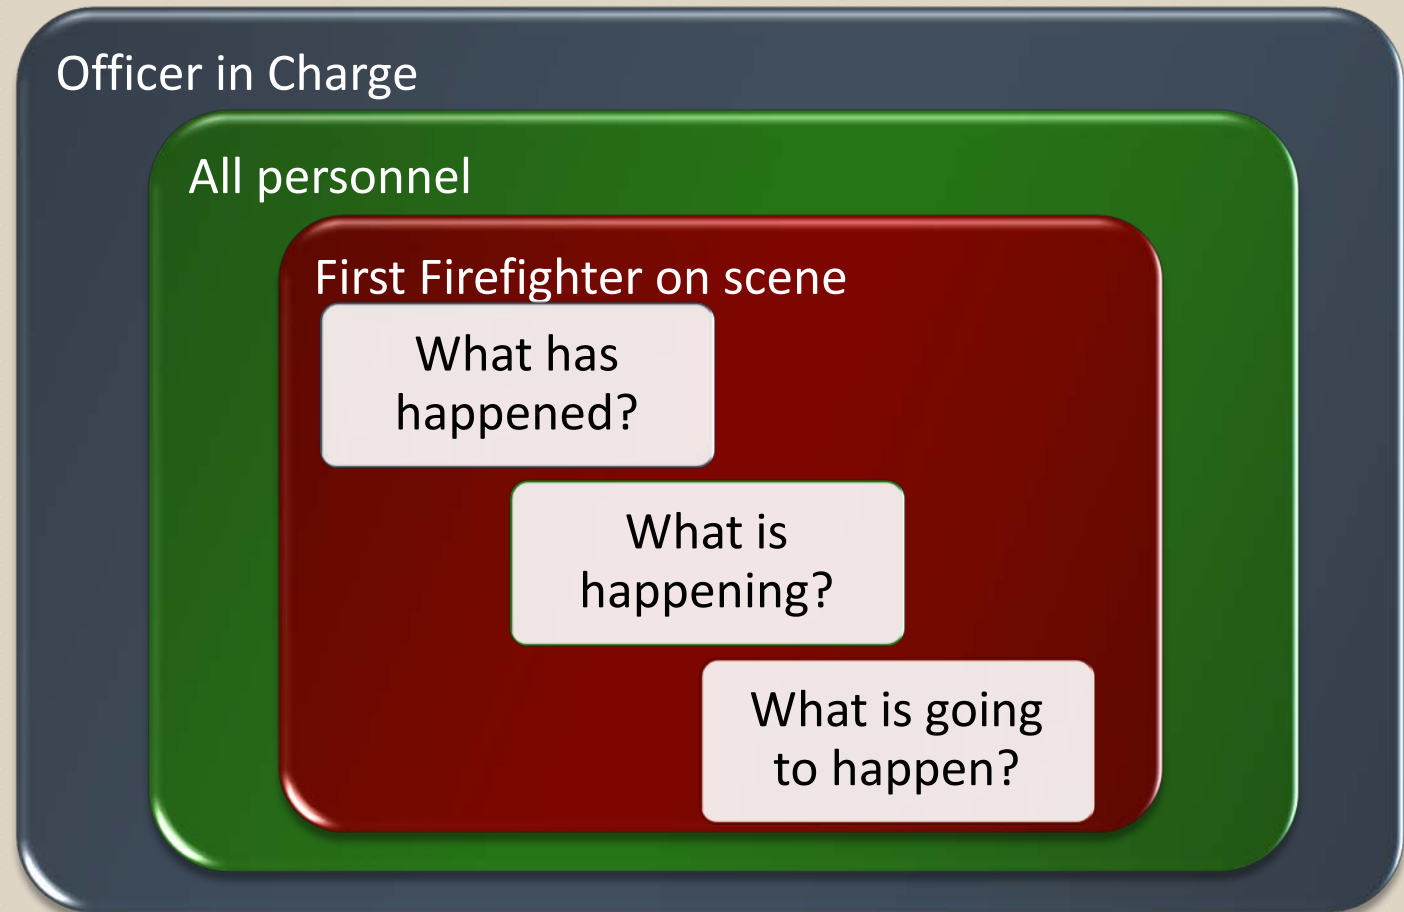 Officer in Charge
All personnel
First Firefighter on scene
What has
happened?
What is
happening?
What is going
to happen?